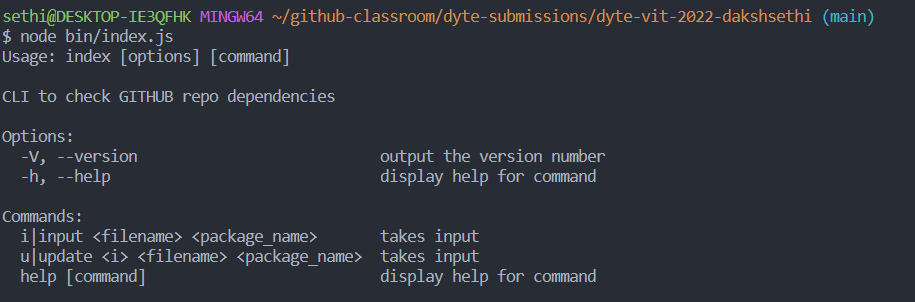 sethi@DESKTOP-IE3QFHK MINGW64 ~/github-classroom/dyte-submissions/dyte-vit-2022-dakshsethi (main)
$ node bin/index.js
Usage: index [options] [command]

CLI to check GITHUB repo dependencies

Options:
  -V, --version                          output the version number
  -h, --help                             display help for command

Commands:
  i|input <filename> <package_name>      takes input
  u|update <i> <filename> <package_name>  takes input
  help [command]                         display help for command